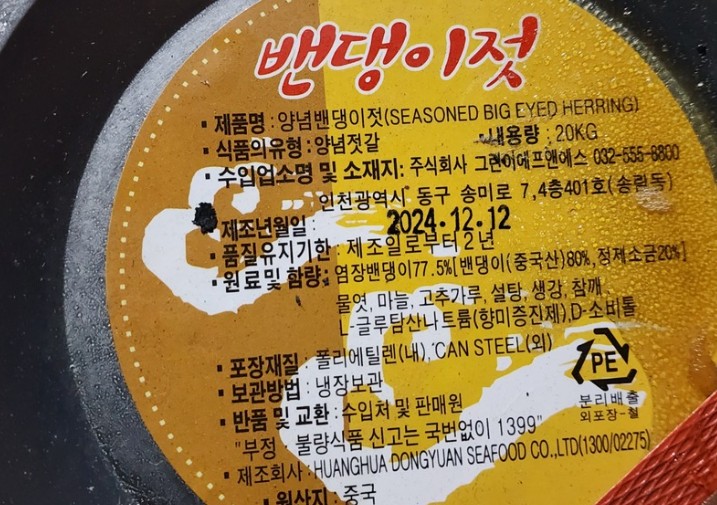 밴댕이젓
▪ 제품명 : 양념밴댕이젓(SEASONED BIG EYED HERRING)
▪ 식품의유형 : 양념젓갈 ▪ 내용량 : 20KG
▪ 수입업소명 및 소재지: 주식회사 그린에프앤에스 032-555-8800
인천광역시 동구 송미로 7,4층401호(송림동)
▪ 제조년월일 : 2024.12.12
▪ 품질유지기한 : 제조일로부터 2년
▪ 원료및 함량: 염장밴댕이77.5%[밴댕이(중국산)80%, 정제소금20%]
물엿, 마늘, 고추가루, 설탕, 생강, 참깨
L-글루탐산나트륨(향미증진제),D-소비톨
▪ 포장재질 : 폴리에틸렌(내), CAN STEEL(외)
▪ 보관방법 : 냉장보관
▪ 반품 및 교환 : 수입처 및 판매원
"부정 불량식품 신고는 국번없이 1399"
▪ 제조회사 : HUANGHUA DONGYUAN SEAFOOD CO.,LTD(1300/02275)
▪ 원산지 : 중국
PE
분리배출
외포장-철